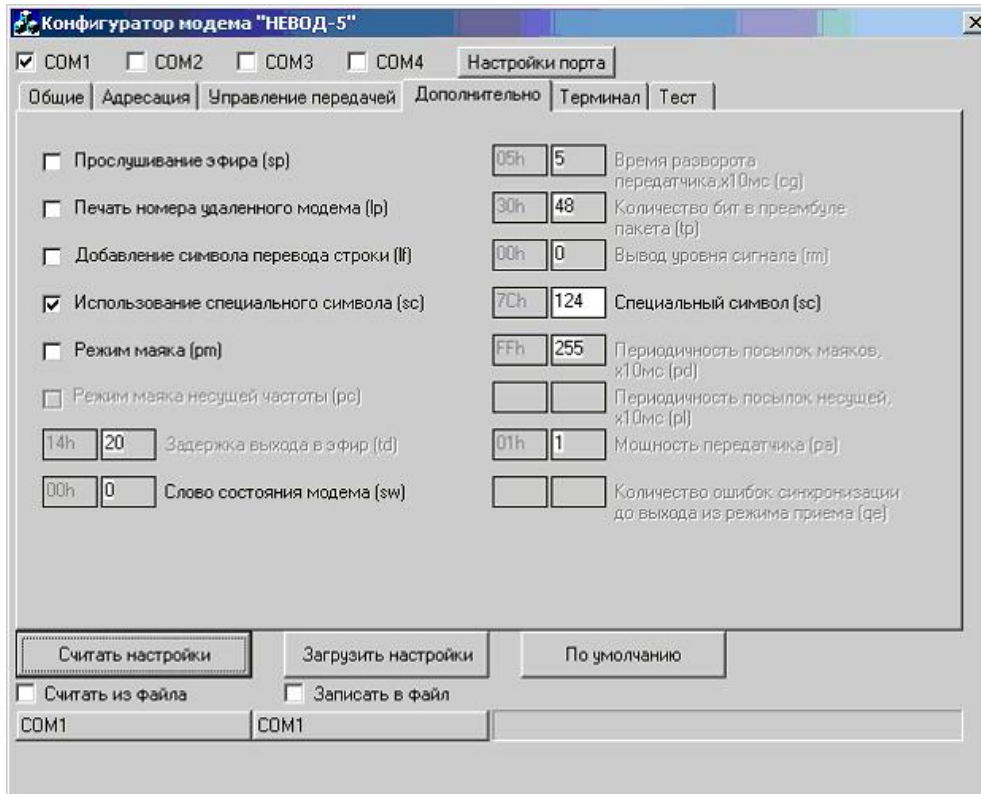 Конфигуратор модема "НЕВОД-5"
COM1 COM2 COM3 COM4 Настройки порта
Общие Адресация Управление передачей Дополнительно Терминал Тест
Прослушивание эфира (sp)
Печать номера удаленного модема (lp)
Добавление символа перевода строки (lf)
Использование специального символа (sc)
Режим маяка (pm)
Режим маяка несущей частоты (pc)
14h 20 Задержка выхода в эфир (td)
00h 0 Слово состояния модема (sw)
05h 5 Время разворота
передатчика,x10мс (cg)
30h 48 Количество бит в преамбуле
пакета (tp)
00h 0 Вывод уровня сигнала (rm)
7Ch 124 Специальный символ (sc)
FFh 255 Периодичность посылок маяков,
x10мс (pd)
Периодичность посылок несущей,
x10мс (pl)
01h 1 Мощность передатчика (pa)
Количество ошибок синхронизации
до выхода из режима приема (qe)
Считать настройки Загрузить настройки По умолчанию
Считать из файла Записать в файл
COM1 COM1